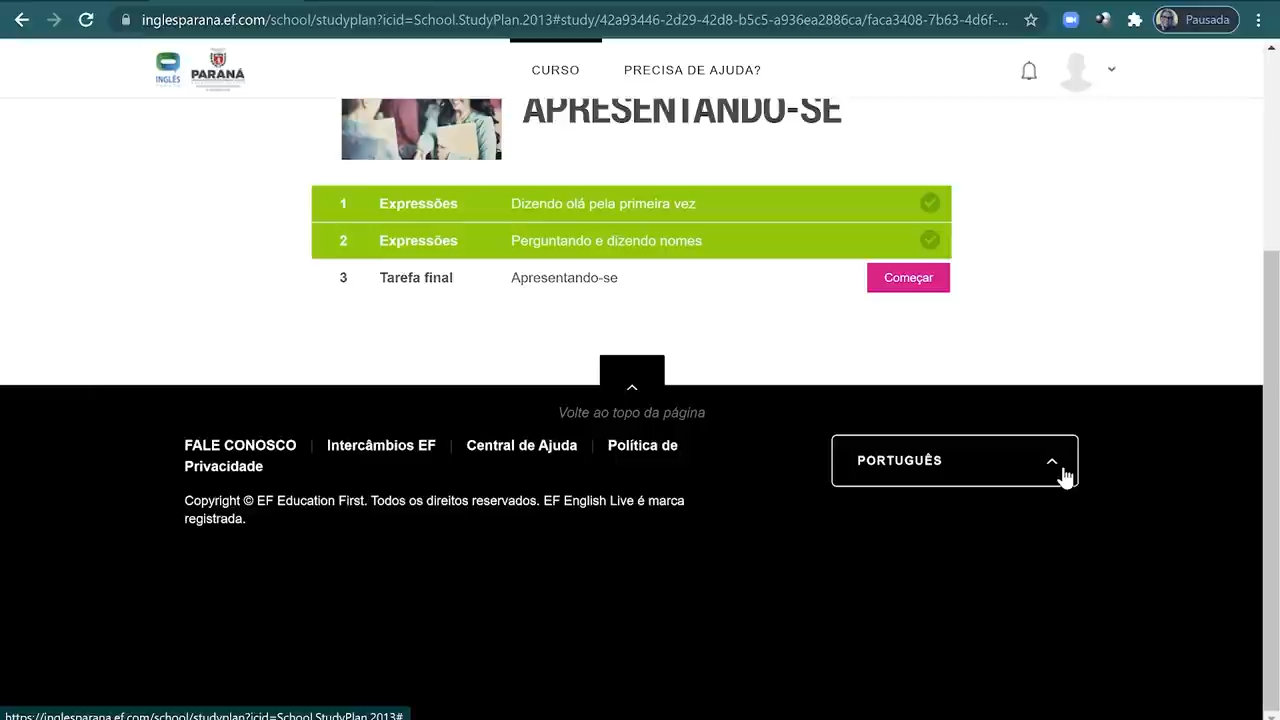 inglesparana.ef.com/school/studyplan?icid=School.StudyPlan.2013#study/42a93446-2d29-42d8-b5c5-a936ea2886ca/faca3408-7b63-4d6f-...
Pausada
INGLÊS
PARANÁ
CURSO
PRECISA DE AJUDA?
APRESENTANDO-SE
1 Expressões Dizendo olá pela primeira vez
2 Expressões Perguntando e dizendo nomes
3 Tarefa final Apresentando-se Começar
Volte ao topo da página
FALE CONOSCO | Intercâmbios EF | Central de Ajuda | Política de
Privacidade
PORTUGUÊS
Copyright © EF Education First. Todos os direitos reservados. EF English Live é marca
registrada.
https://inglesparana.ef.com/school/studyplan?icid=School.StudyPlan.2013#